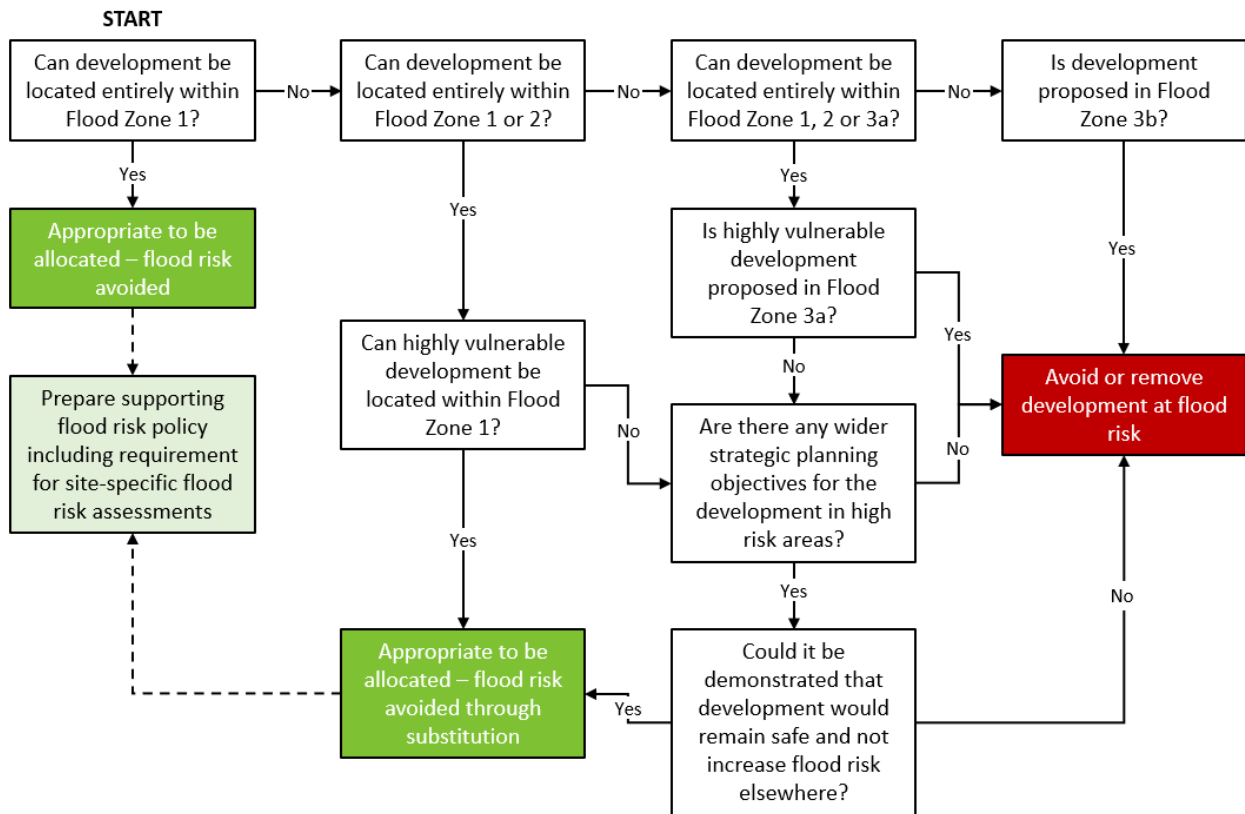 START
Can development be
located entirely within
Flood Zone 1?
No
Can development be
located entirely within
Flood Zone 1 or 2?
No
Can development be
located entirely within
Flood Zone 1, 2 or 3a?
No
Is development
proposed in Flood
Zone 3b?
Yes
Appropriate to be
allocated – flood risk
avoided
Prepare supporting
flood risk policy
including requirement
for site-specific flood
risk assessments
Yes
Can highly vulnerable
development be
located within Flood
Zone 1?
No
Yes
Appropriate to be
allocated – flood risk
avoided through
substitution
Yes
Is highly vulnerable
development
proposed in Flood
Zone 3a?
Yes
No
Are there any wider
strategic planning
objectives for the
development in high
risk areas?
No
Yes
Could it be
demonstrated that
development would
remain safe and not
increase flood risk
elsewhere?
Yes
No
Yes
Avoid or remove
development at flood
risk